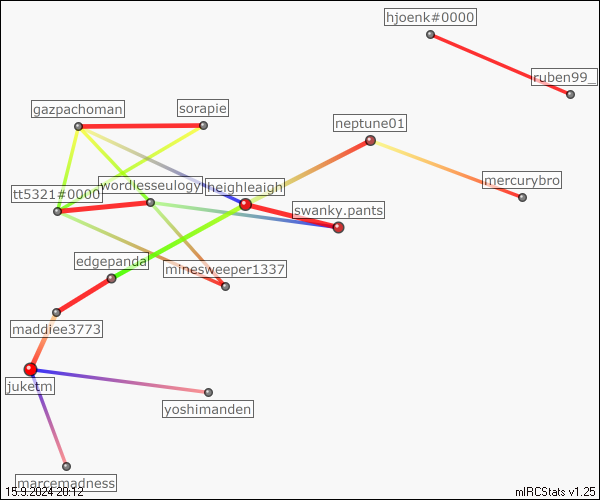 hjoenk#0000
ruben99_
gazpachoman
sorapie
neptune01
mercurybro
wordlesseulogy
heighleaigh
tt5321#0000
swanky.pants
edgepanda
minesweeper1337
maddiee3773
juketm
yoshimanden
marcemadness
15.9.2024 20:12
mIRCStats v1.25